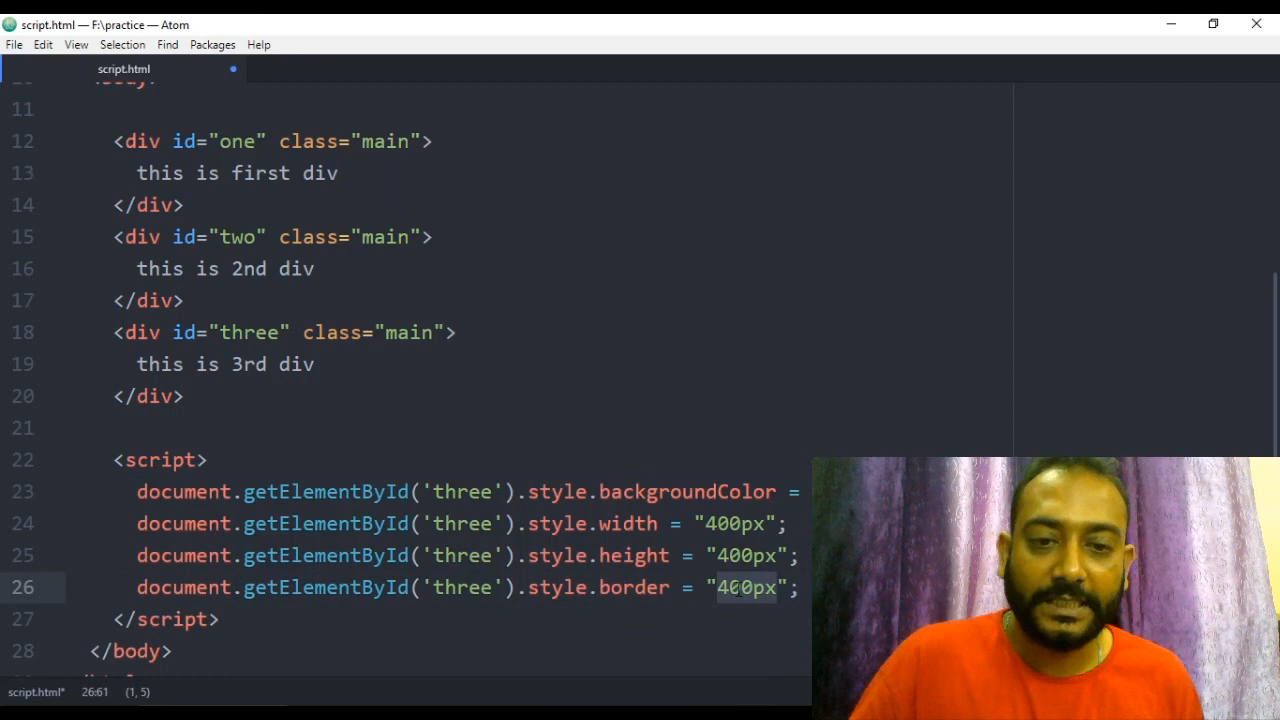 script.html — F:\practice — Atom
File Edit View Selection Find Packages Help
script.html
11
12 <div id="one" class="main">
13 this is first div
14 </div>
15 <div id="two" class="main">
16 this is 2nd div
17 </div>
18 <div id="three" class="main">
19 this is 3rd div
20 </div>
21
22 <script>
23 document.getElementById('three').style.backgroundColor =
24 document.getElementById('three').style.width = "400px";
25 document.getElementById('three').style.height = "400px";
26 document.getElementById('three').style.border = "400px";
27 </script>
28 </body>
script.html* 26:61 (1, 5)